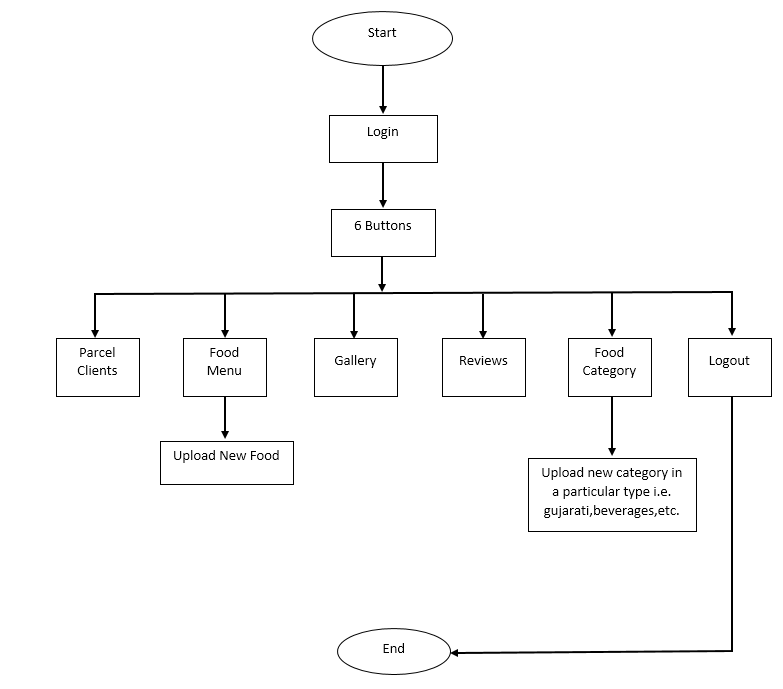 Start
Login
6 Buttons
Parcel
Clients
Food
Menu
Gallery
Reviews
Food
Category
Logout
Upload New Food
Upload new category in
a particular type i.e.
gujarati,beverages,etc.
End